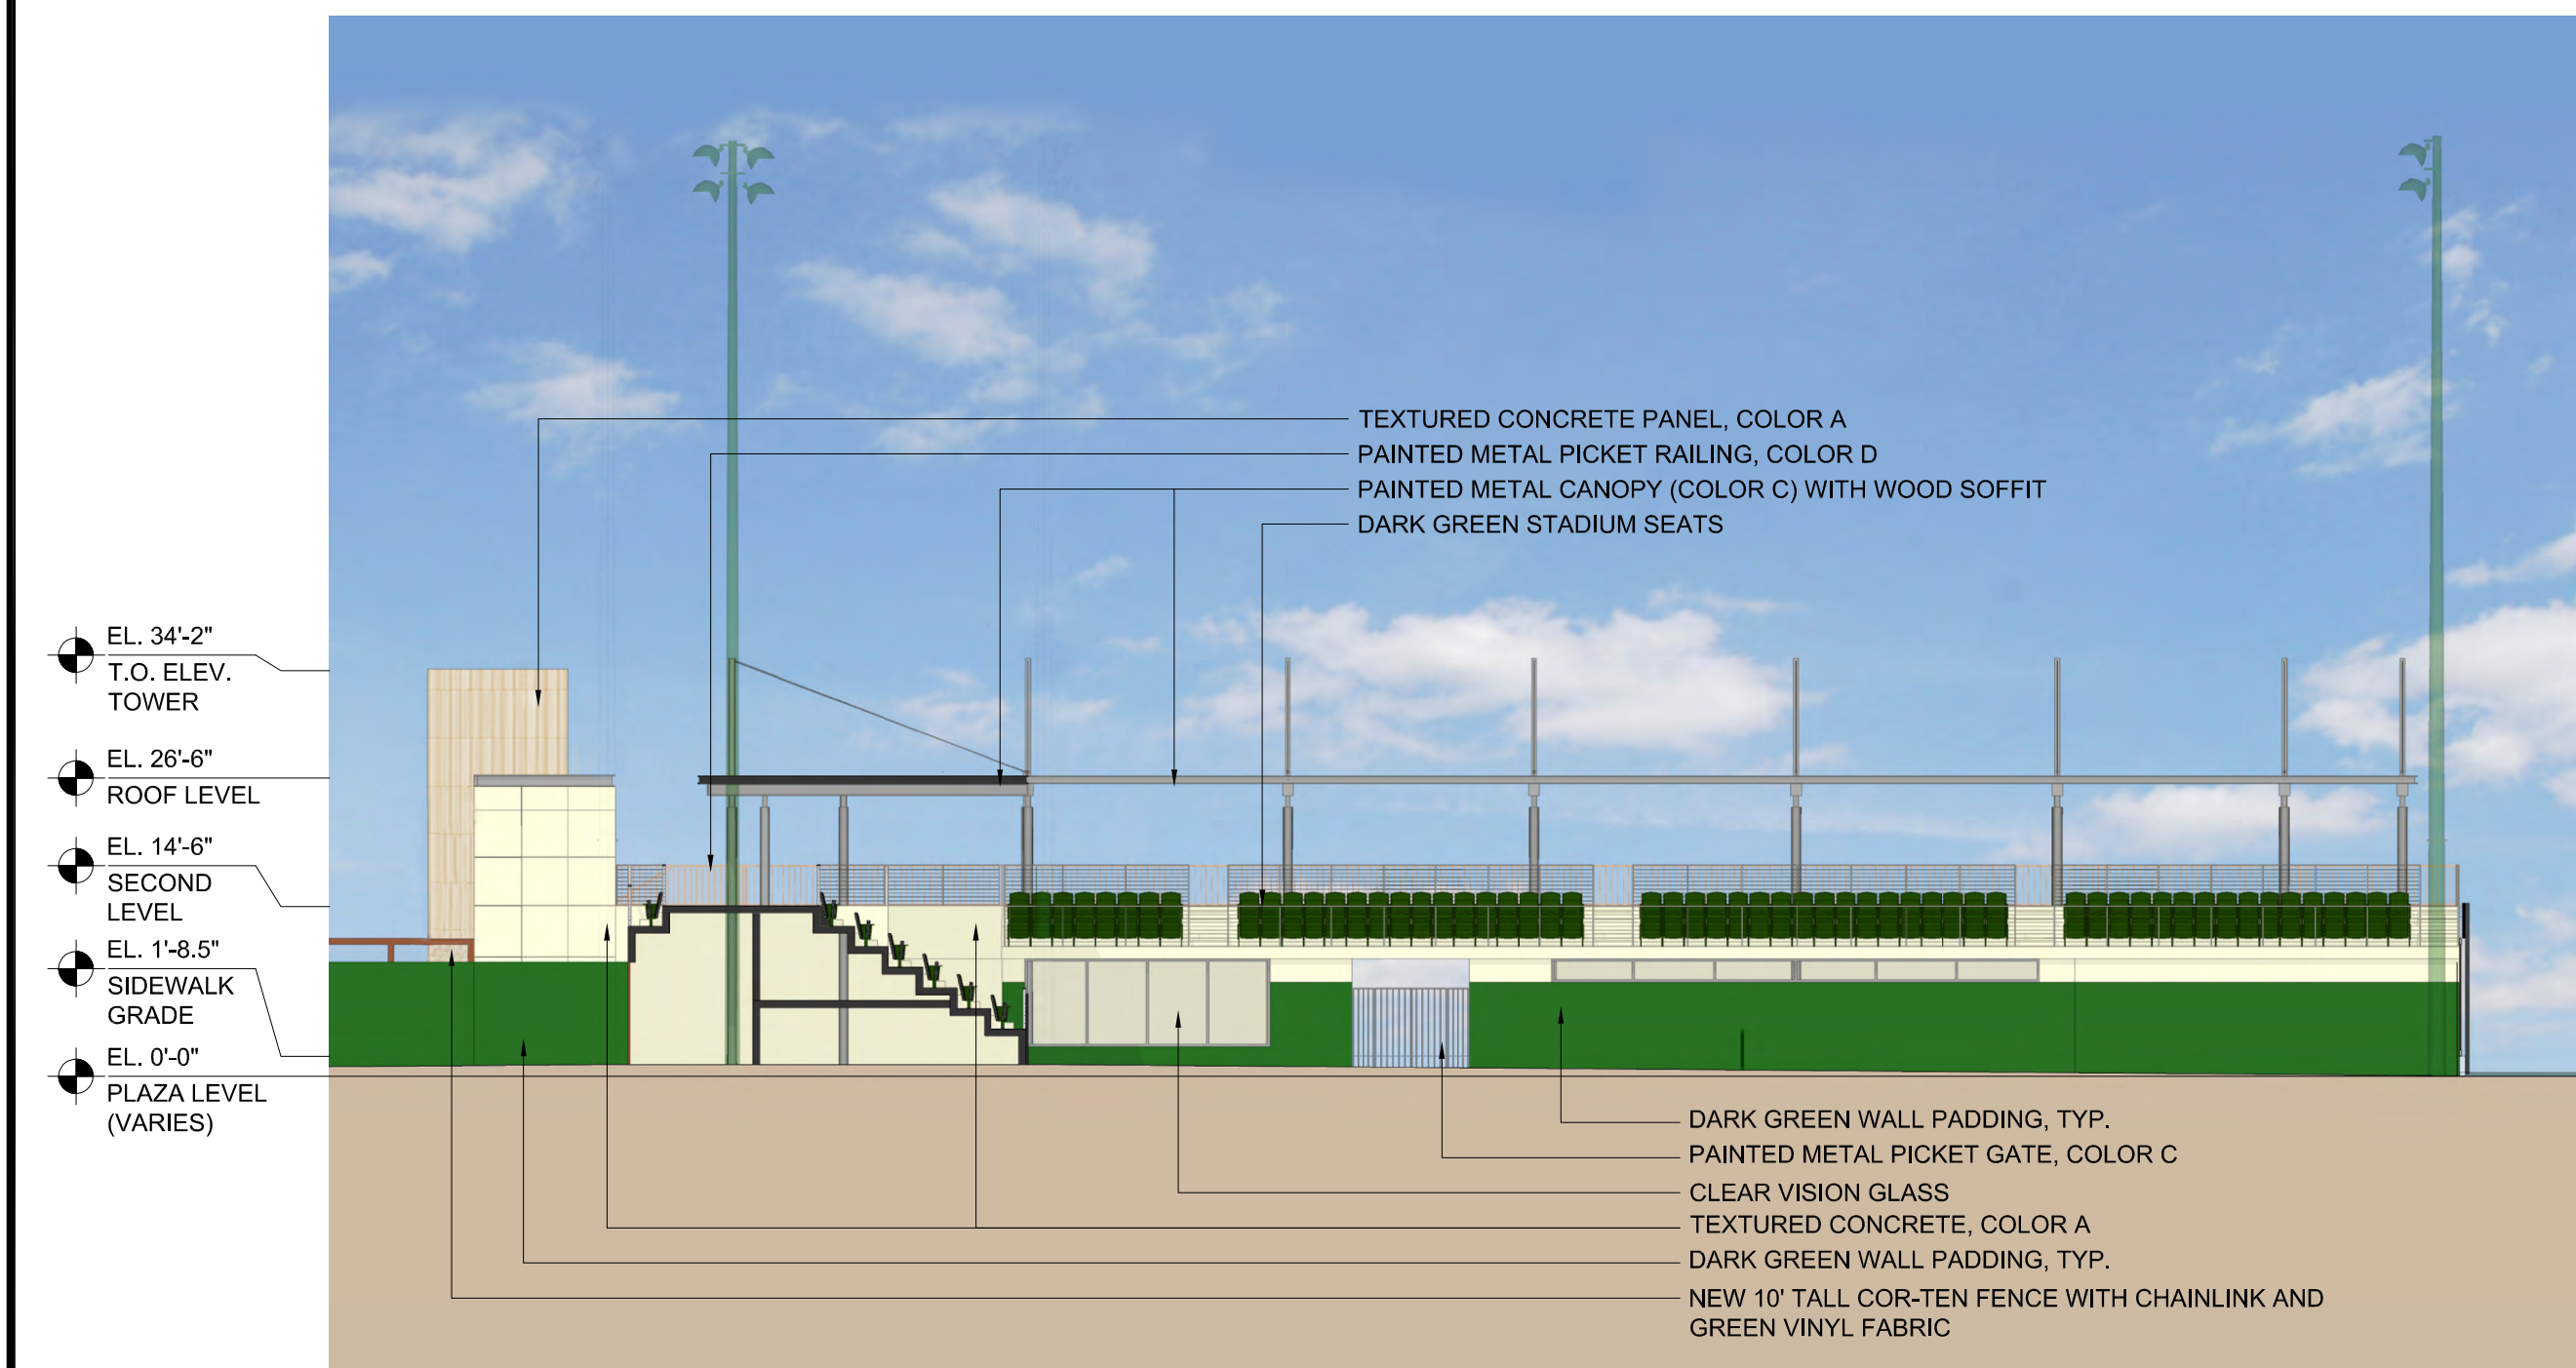 TEXTURED CONCRETE PANEL, COLOR A
PAINTED METAL PICKET RAILING, COLOR D
PAINTED METAL CANOPY (COLOR C) WITH WOOD SOFFIT
DARK GREEN STADIUM SEATS
EL. 34'-2"
T.O. ELEV.
TOWER
EL. 26'-6"
ROOF LEVEL
EL. 14'-6"
SECOND
LEVEL
EL. 1'-8.5"
SIDEWALK
GRADE
EL. 0'-0"
PLAZA LEVEL
(VARIES)
DARK GREEN WALL PADDING, TYP.
PAINTED METAL PICKET GATE, COLOR C
CLEAR VISION GLASS
TEXTURED CONCRETE, COLOR A
DARK GREEN WALL PADDING, TYP.
NEW 10' TALL COR-TEN FENCE WITH CHAINLINK AND
GREEN VINYL FABRIC